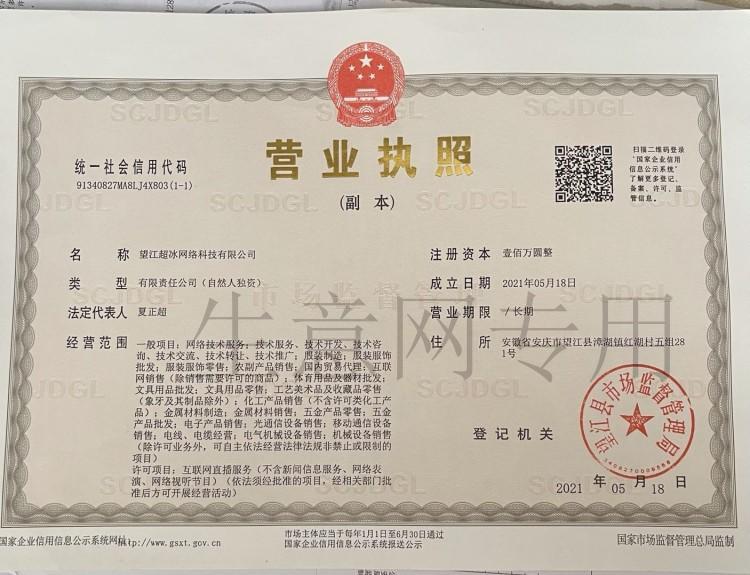 SCJDGL
SCJDGL
营业执照
(副 本)
统一社会信用代码
91340827MA8LJ4X803(1-1)
扫描二维码登录
“国家企业信用
信息公示系统”
了解更多登记、
备案、许可、监
管信息。
SCJDGL
SCJDGL
SCJDGL
名 称 望江超冰网络科技有限公司
类 型 有限责任公司(自然人独资)
法定代表人 夏正超
经营范围 一般项目:网络技术服务;技术服务、技术开发、技术咨
询、技术交流、技术转让、技术推广;服装制造;服装服饰
批发;服装服饰零售;农副产品销售;国内贸易代理;互联
网销售(除销售需要许可的商品);体育用品及器材批发;
文具用品批发;文具用品零售;工艺美术品及收藏品零售
(象牙及其制品除外);化工产品销售(不含许可类化工产
品);金属材料制造;金属材料销售;五金产品零售;五金
产品批发;电子产品销售;光通信设备销售;移动通信设备
销售;电线、电缆经营;电气机械设备销售;机械设备销售
(除许可业务外,可自主依法经营法律法规非禁止或限制的
项目)
许可项目:互联网直播服务(不含新闻信息服务、网络表
演、网络视听节目)(依法须经批准的项目,经相关部门批
准后方可开展经营活动)
注册资本 壹佰万圆整
成立日期 2021年05月18日
营业期限 /长期
住 所 安徽省安庆市望江县漳湖镇红湖村五组28
1号
市场监督管
牛意网专用
登记机关
望江县市场监督管理局
2021 年 05 月 18 日
SCJDGL
SCJDGL
国家企业信用信息公示系统网址:http://www.gsxt.gov.cn
市场主体应当于每年1月1日至6月30日通过
国家企业信用信息公示系统报送公示
国家市场监督管理总局监制